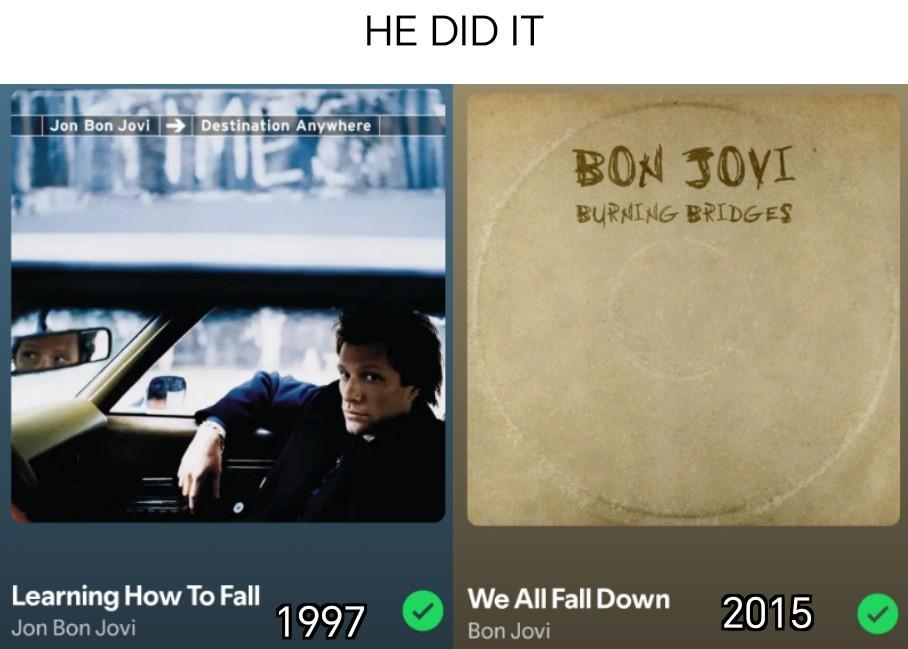 HE DID IT
Jon Bon Jovi → Destination Anywhere
BON JOVI
BURNING BRIDGES
Learning How To Fall
Jon Bon Jovi
1997
We All Fall Down
Bon Jovi
2015